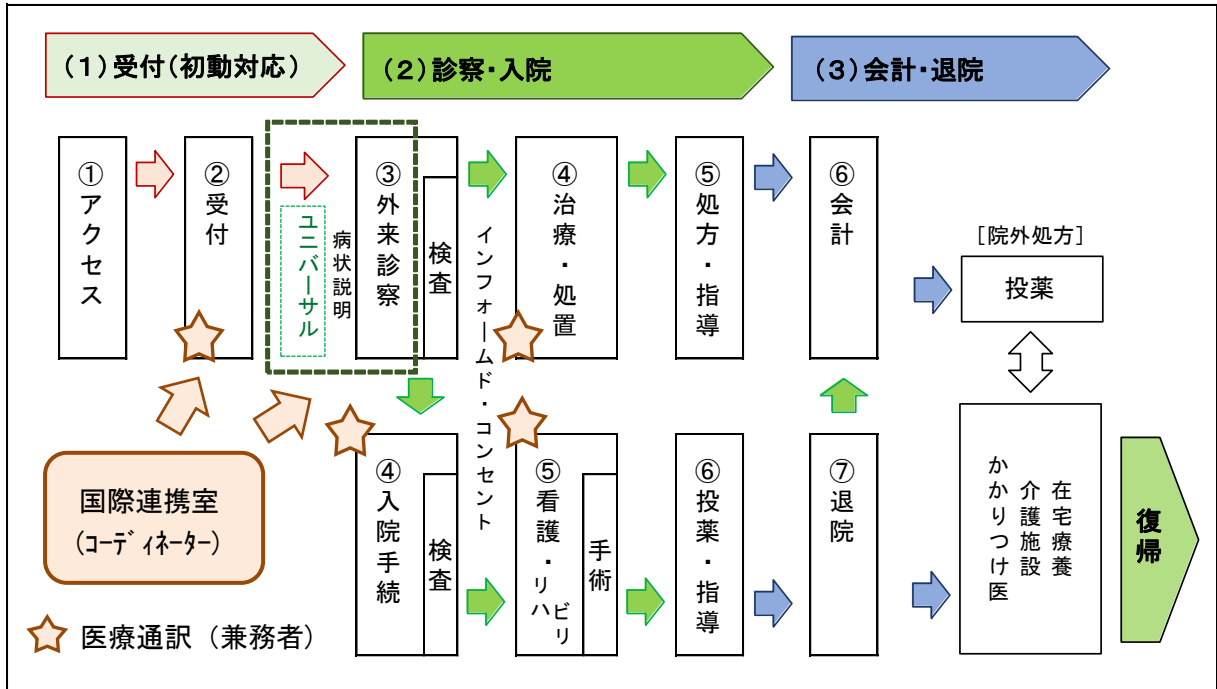 (1)受付(初動対応)
(2)診察・入院
(3)会計・退院
①アクセス
②受付
ユニバーサル
病状説明
③外来診察
検査
インフォームド・コンセント
④治療・処置
⑤処方・指導
⑥会計
[院外処方]
投薬
④入院手続
検査
⑤看護・リハビリ
手術
⑥投薬・指導
⑦退院
在宅療養
介護施設
かかりつけ医
復帰
国際連携室
(コーディネーター)
医療通訳(兼務者)